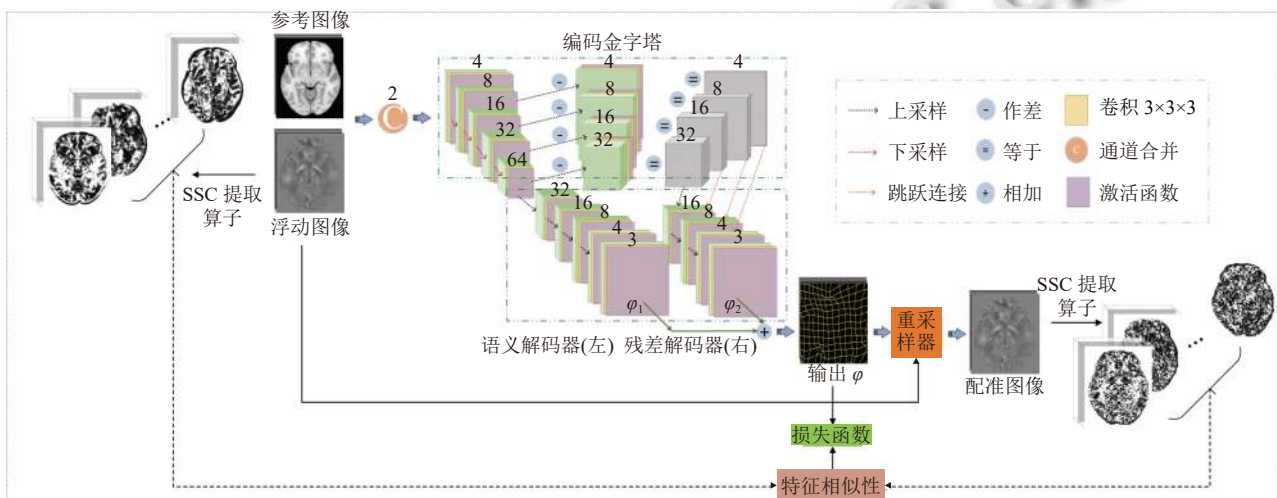 参考图像
SSC 提取
算子
浮动图像
2
C
编码金字塔
4
8
16
32
64
-
-
-
-
4
8
16
32
=
=
=
=
4
8
16
32
32
16
8
4
3
φ1
16
8
4
3
φ2
+
语义解码器(左) 残差解码器(右)
上采样
- 作差
卷积 3×3×3
下采样
= 等于
C 通道合并
跳跃连接
+ 相加
激活函数
输出 φ
重采
样器
配准图像
SSC 提取
算子
损失函数
特征相似性